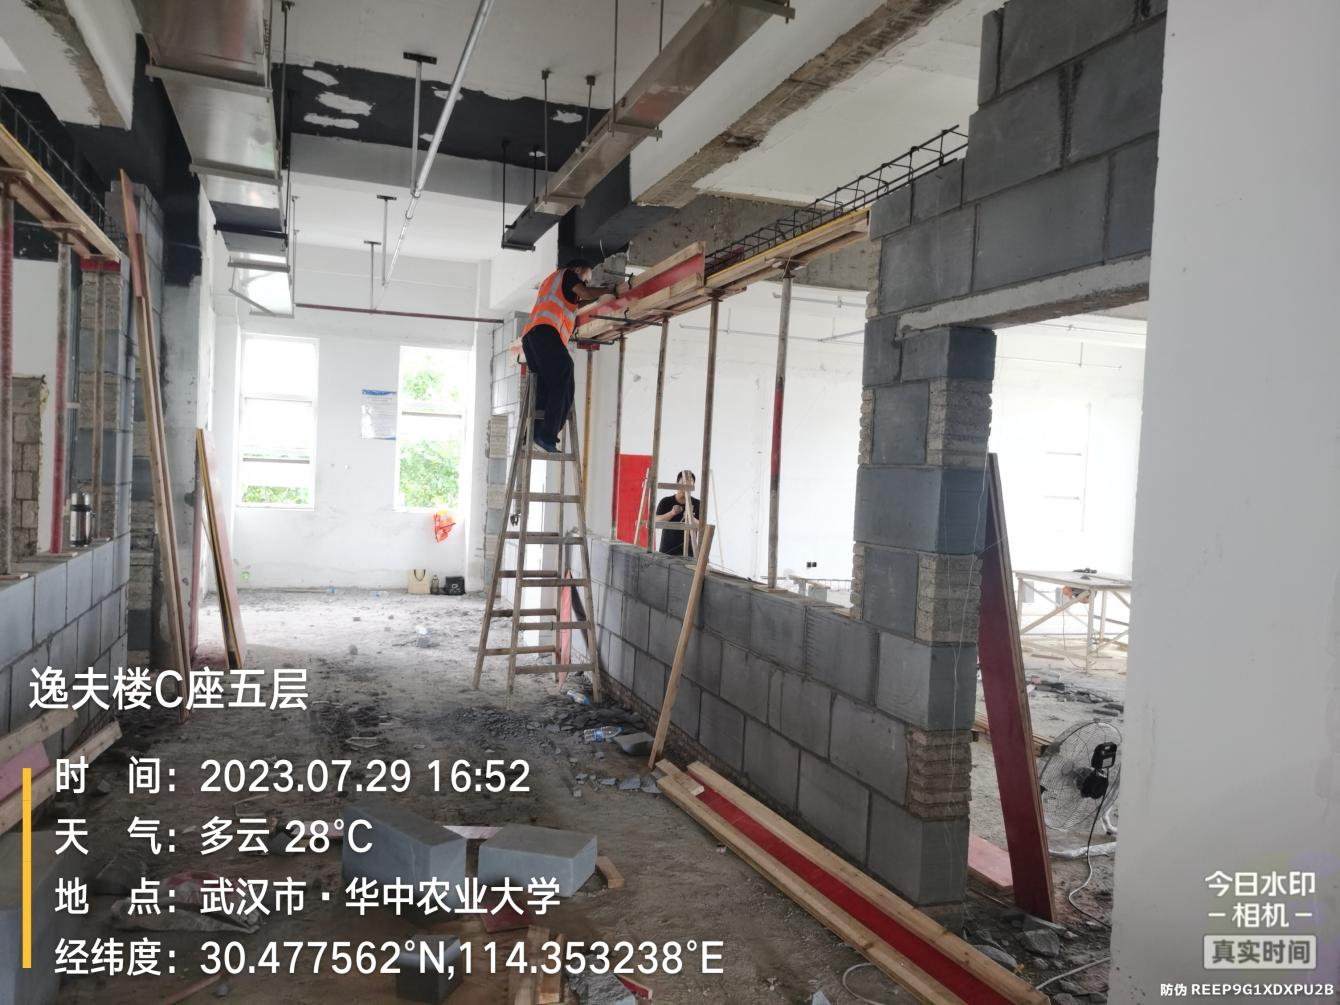 逸夫楼C座五层
时 间：2023.07.29 16:52
天 气：多云 28°C
地 点：武汉市·华中农业大学
经纬度：30.477562°N,114.353238°E
今日水印
－相机－
真实时间
防伪 REEP9G1XDXPU2B